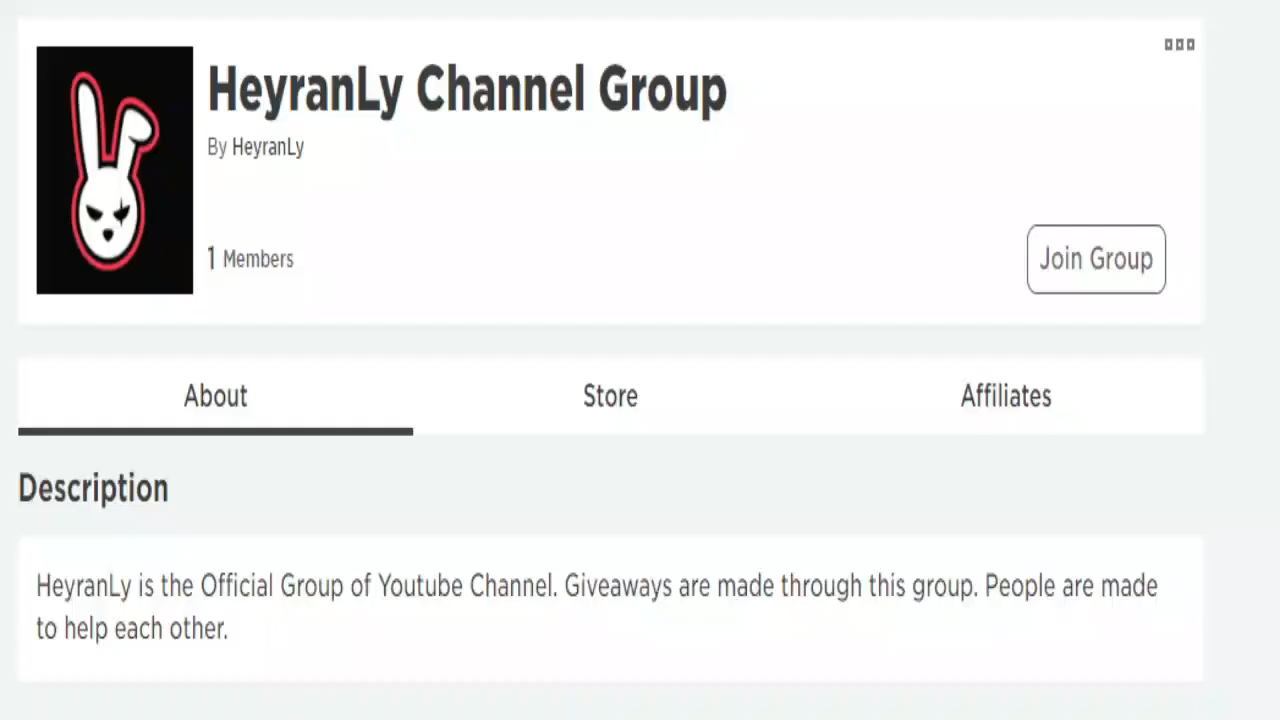 HeyranLy Channel Group
By HeyranLy
1 Members
Join Group
About
Store
Affiliates
Description
HeyranLy is the Official Group of Youtube Channel. Giveaways are made through this group. People are made
to help each other.